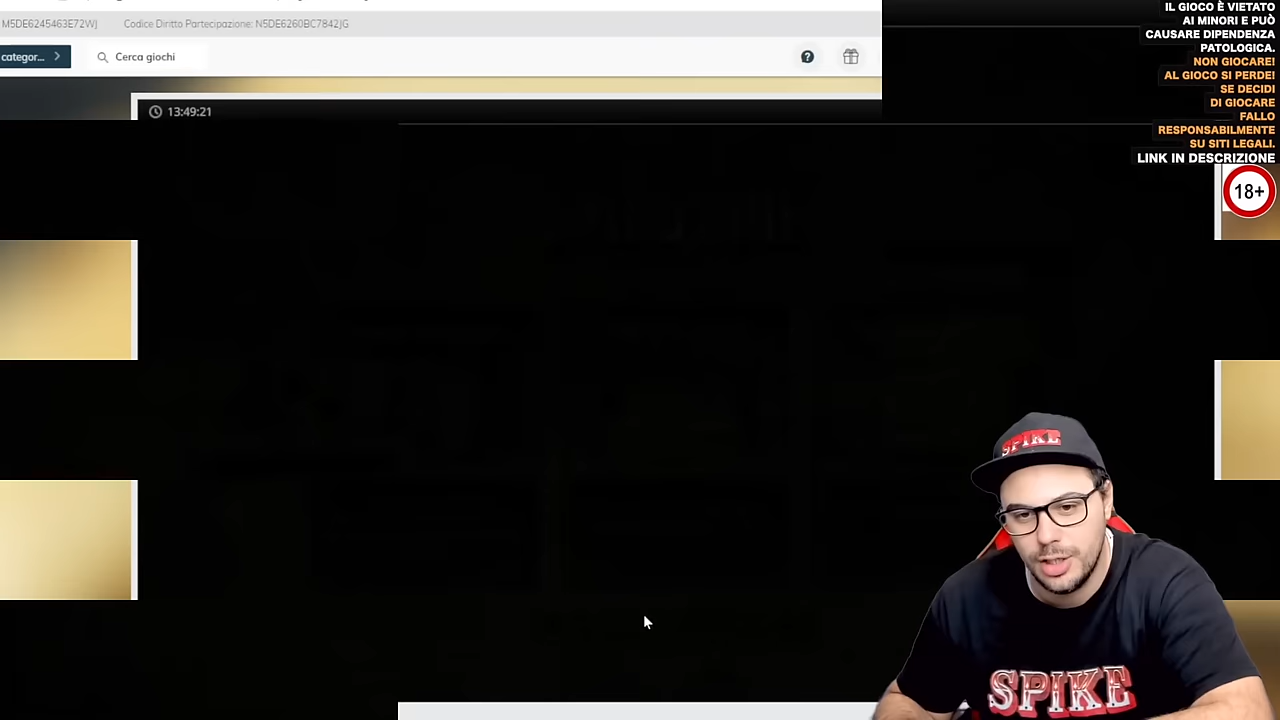 M5DE6245463E72WJ Codice Diritto Partecipazione: N5DE6260BC7842JG
categor... Cerca giochi
13:49:21
IL GIOCO È VIETATO
AI MINORI E PUÒ
CAUSARE DIPENDENZA
PATOLOGICA.
NON GIOCARE!
AL GIOCO SI PERDE!
SE DECIDI
DI GIOCARE
FALLO
RESPONSABILMENTE
SU SITI LEGALI.
LINK IN DESCRIZIONE
18+
SPIKE
SPIKE